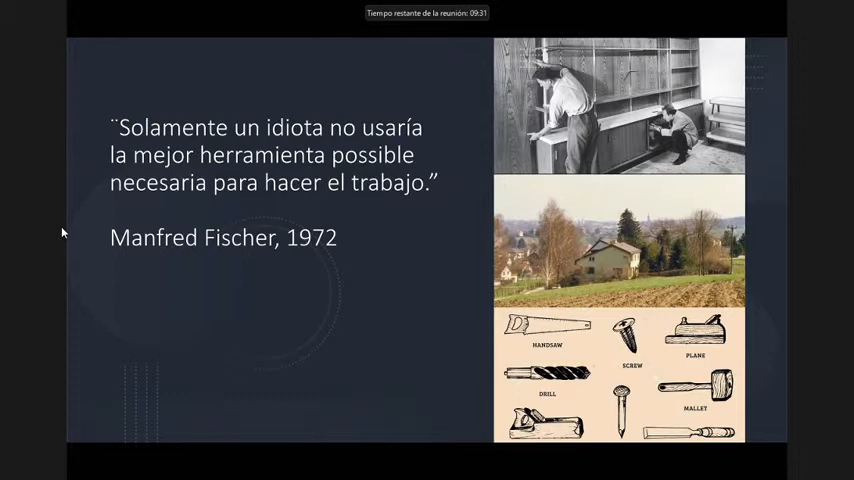 Tiempo restante de la reunión: 09:31
¨Solamente un idiota no usaría
la mejor herramienta possible
necesaria para hacer el trabajo.”
Manfred Fischer, 1972
HANDSAW
SCREW
PLANE
DRILL
MALLET